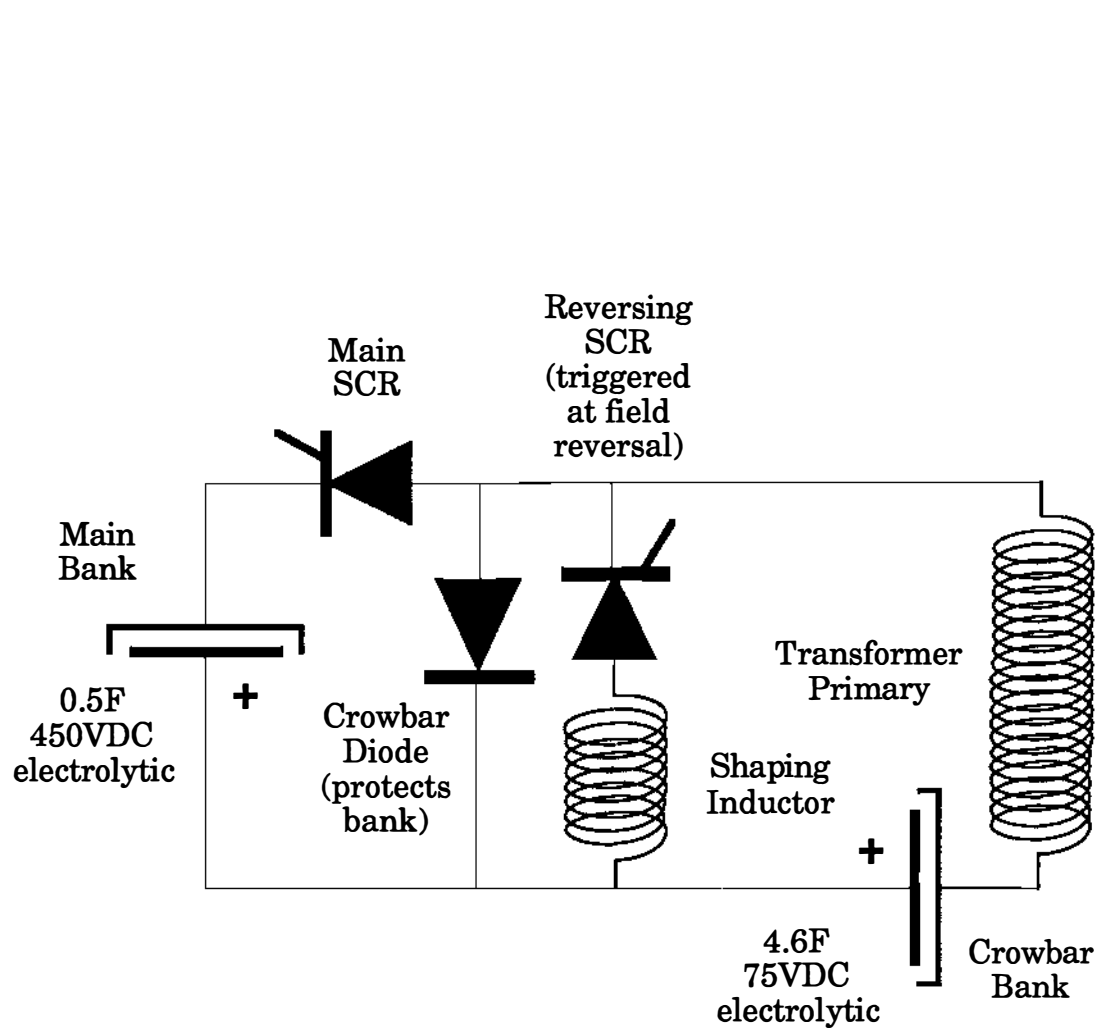 Reversing
SCR
(triggered
at field
reversal)
Main
SCR
Main
Bank
+
0.5F
450VDC
electrolytic
Crowbar
Diode
(protects
bank)
Transformer
Primary
Shaping
Inductor
+
4.6F
75VDC
electrolytic
Crowbar
Bank